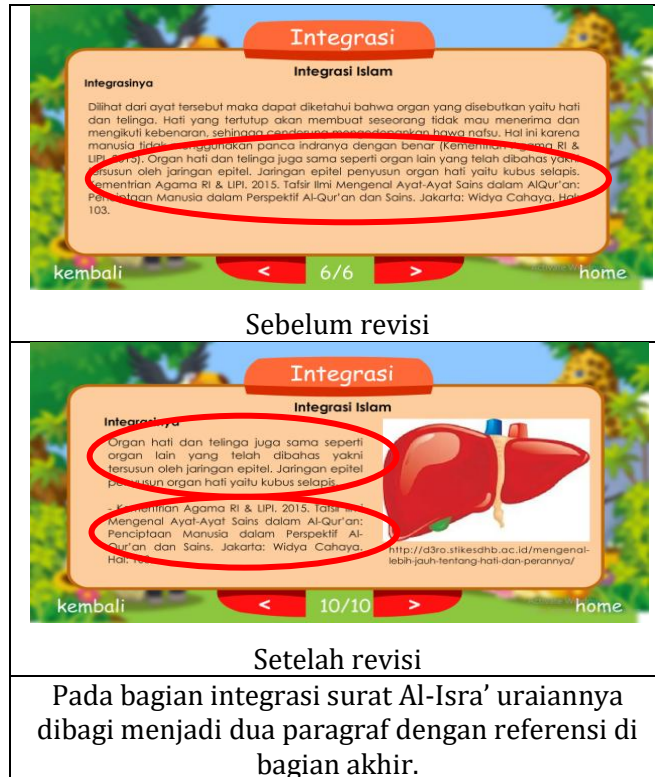 Integrasi
Integrasi Islam
Integrasinya
Dilihat dari ayat tersebut maka dapat diketahui bahwa organ yang disebutkan yaitu hati
dan telinga. Hati yang tertutup akan membuat seseorang tidak mau menerima dan
mengikuti kebenaran, sehingga cenderung mengedepankan hawa nafsu. Hal ini karena
manusia tidak menggunakan panca indranya dengan benar (Kementrian Agama RI &
LIPI, 2015). Organ hati dan telinga juga sama seperti organ lain yang telah dibahas yakni
tersusun oleh jaringan epitel. Jaringan epitel penyusun organ hati yaitu kubus selapis.
Kementrian Agama RI & LIPI. 2015. Tafsir Ilmi Mengenal Ayat-Ayat Sains dalam AlQur'an:
Penciptaan Manusia dalam Perspektif Al-Qur'an dan Sains. Jakarta: Widya Cahaya. Hal:
103.
kembali < 6/6 > home
Sebelum revisi
Integrasi
Integrasi Islam
Integrasinya
Organ hati dan telinga juga sama seperti
organ lain yang telah dibahas yakni
tersusun oleh jaringan epitel. Jaringan epitel
penyusun organ hati yaitu kubus selapis.
- Kementrian Agama RI & LIPI. 2015. Tafsir Ilmi
Mengenal Ayat-Ayat Sains dalam Al-Qur'an:
Penciptaan Manusia dalam Perspektif Al-
Qur'an dan Sains. Jakarta: Widya Cahaya.
Hal:
http://d3ro.stikesdhb.ac.id/mengenal-
lebih-jauh-tentang-hati-dan-perannya/
kembali < 10/10 > home
Setelah revisi
Pada bagian integrasi surat Al-Isra' uraiannya
dibagi menjadi dua paragraf dengan referensi di
bagian akhir.